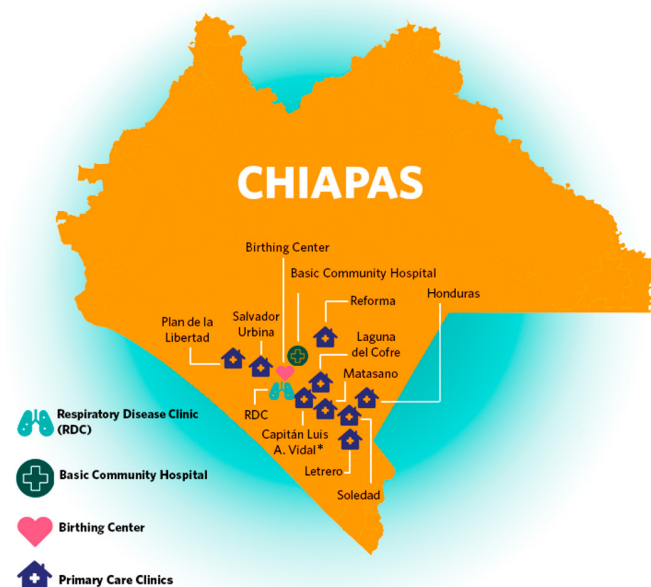 CHIAPAS
Birthing Center
Basic Community Hospital
Reforma
Honduras
Plan de la
Libertad
Salvador
Urbina
Laguna
del Cofre
Matasano
RDC
Capitán Luis
A. Vidal*
Letrero
Soledad
Respiratory Disease Clinic
(RDC)
Basic Community Hospital
Birthing Center
Primary Care Clinics